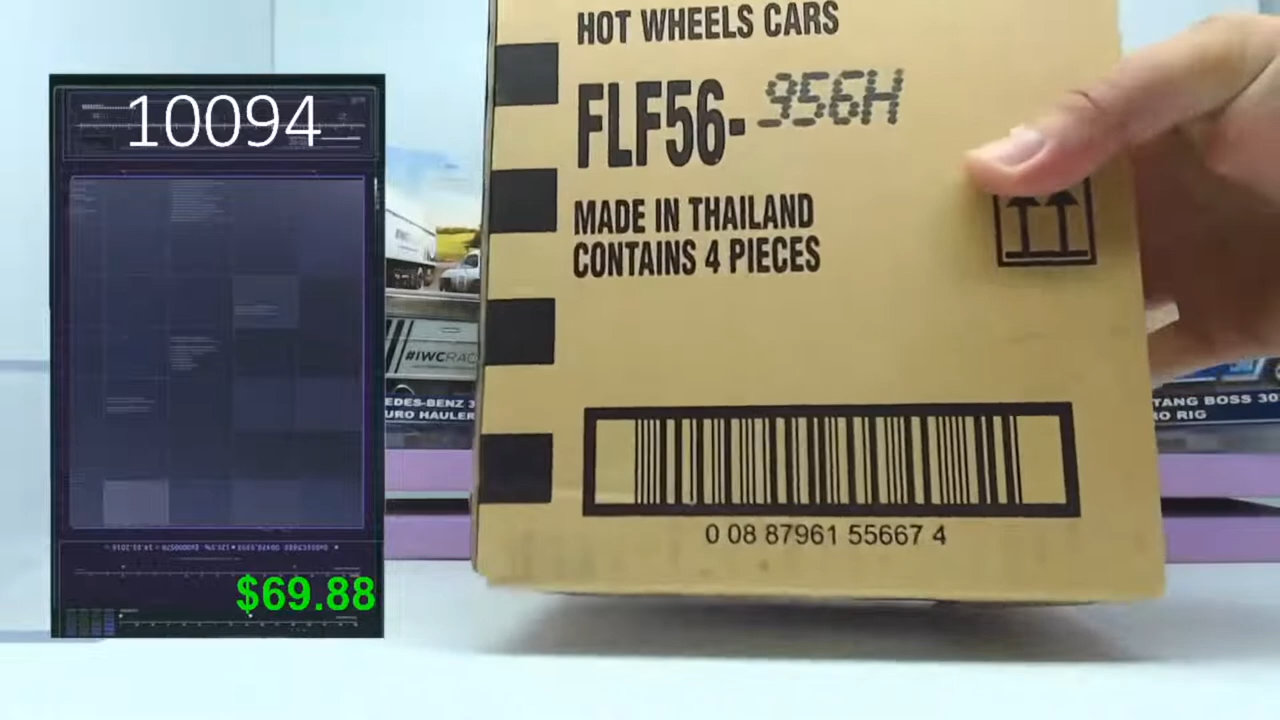 10094
$69.88
HOT WHEELS CARS
FLF56-956H
MADE IN THAILAND
CONTAINS 4 PIECES
0 08 87961 55667 4
#IWCRAC
EDES-BENZ 3
URO HAULER
TANG BOSS 30
RO RIG